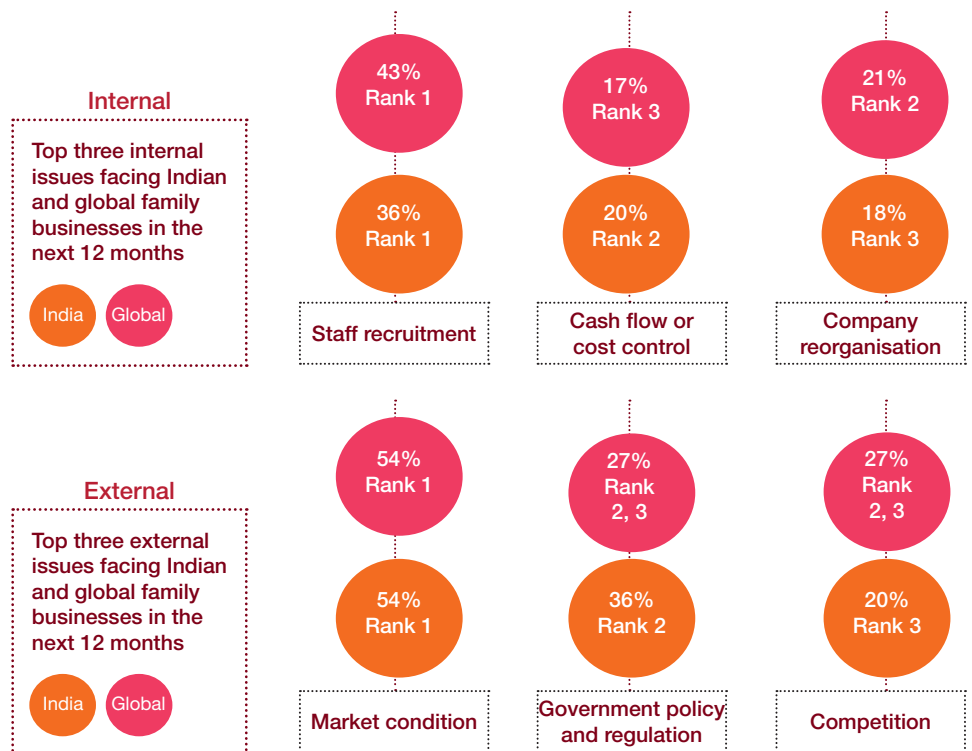 Internal
Top three internal
issues facing Indian
and global family
businesses in the
next 12 months
India
Global
43%
Rank 1
17%
Rank 3
21%
Rank 2
36%
Rank 1
20%
Rank 2
18%
Rank 3
Staff recruitment
Cash flow or
cost control
Company
reorganisation
External
Top three external
issues facing Indian
and global family
businesses in the
next 12 months
India
Global
54%
Rank 1
27%
Rank
2, 3
27%
Rank
2, 3
54%
Rank 1
36%
Rank 2
20%
Rank 3
Market condition
Government policy
and regulation
Competition